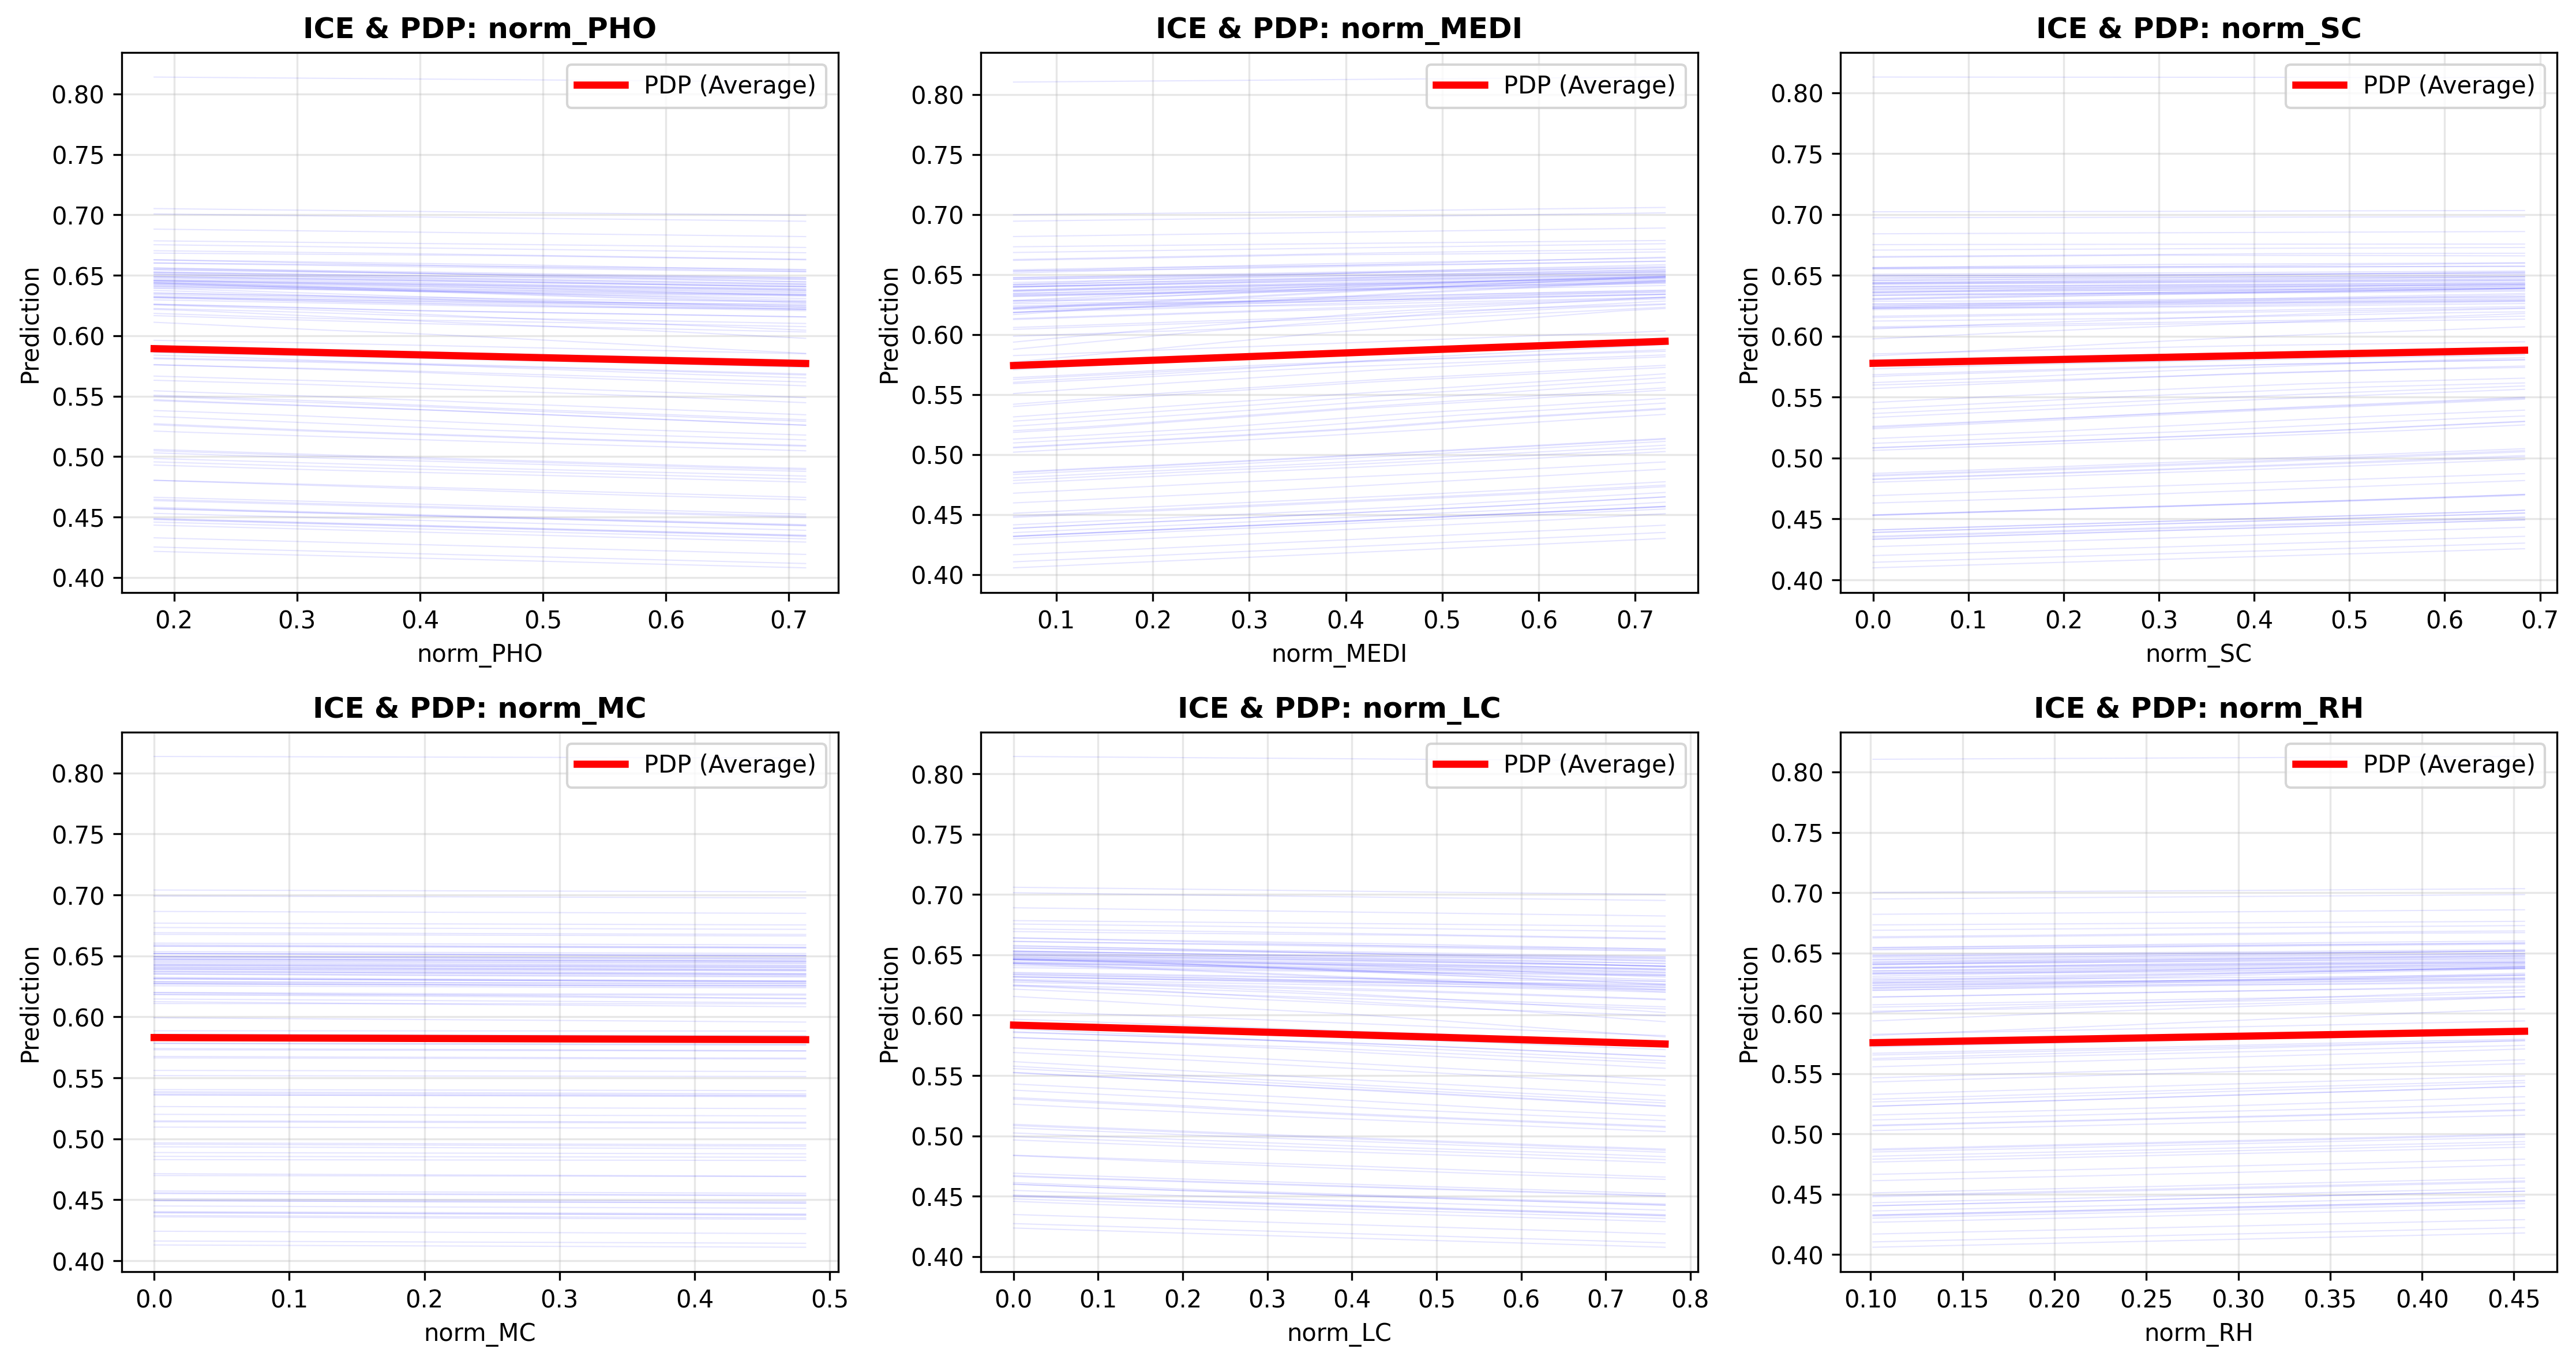 ICE & PDP: norm_PHO
PDP (Average)
Prediction
0.80
0.75
0.70
0.65
0.60
0.55
0.50
0.45
0.40
0.2 0.3 0.4 0.5 0.6 0.7
norm_PHO
ICE & PDP: norm_MEDI
PDP (Average)
Prediction
0.80
0.75
0.70
0.65
0.60
0.55
0.50
0.45
0.40
0.1 0.2 0.3 0.4 0.5 0.6 0.7
norm_MEDI
ICE & PDP: norm_SC
PDP (Average)
Prediction
0.80
0.75
0.70
0.65
0.60
0.55
0.50
0.45
0.40
0.0 0.1 0.2 0.3 0.4 0.5 0.6 0.7
norm_SC
ICE & PDP: norm_MC
PDP (Average)
Prediction
0.80
0.75
0.70
0.65
0.60
0.55
0.50
0.45
0.40
0.0 0.1 0.2 0.3 0.4 0.5
norm_MC
ICE & PDP: norm_LC
PDP (Average)
Prediction
0.80
0.75
0.70
0.65
0.60
0.55
0.50
0.45
0.40
0.0 0.1 0.2 0.3 0.4 0.5 0.6 0.7 0.8
norm_LC
ICE & PDP: norm_RH
PDP (Average)
Prediction
0.80
0.75
0.70
0.65
0.60
0.55
0.50
0.45
0.40
0.10 0.15 0.20 0.25 0.30 0.35 0.40 0.45
norm_RH